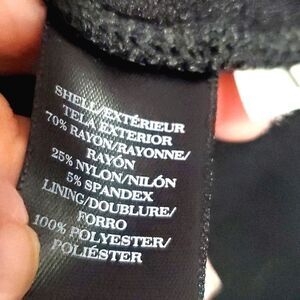 SHELL/EXTÉRIEUR
TELA EXTERIOR
70% RAYON/RAYONNE/
RAYÓN
25% NYLON/NILÓN
5% SPANDEX
LINING/DOUBLURE/
FORRO
100% POLYESTER/
POLIÉSTER